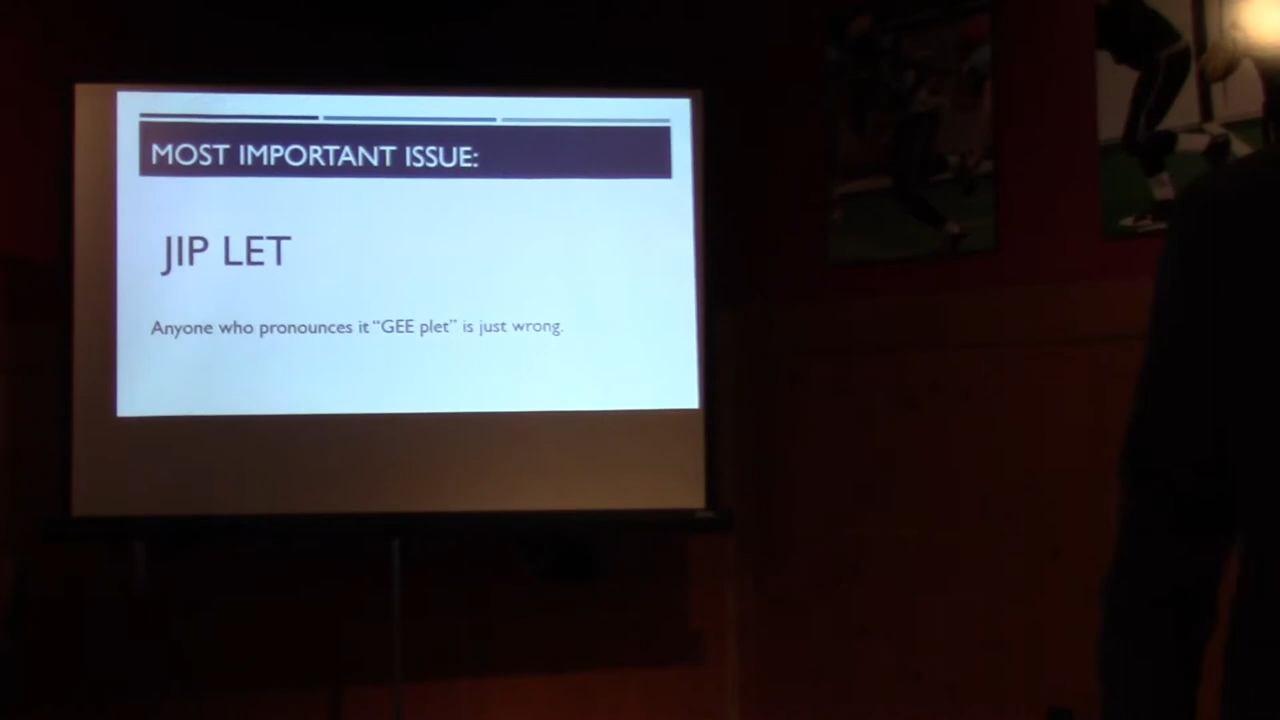 MOST IMPORTANT ISSUE:
JIP LET
Anyone who pronounces it “GEE plet” is just wrong.